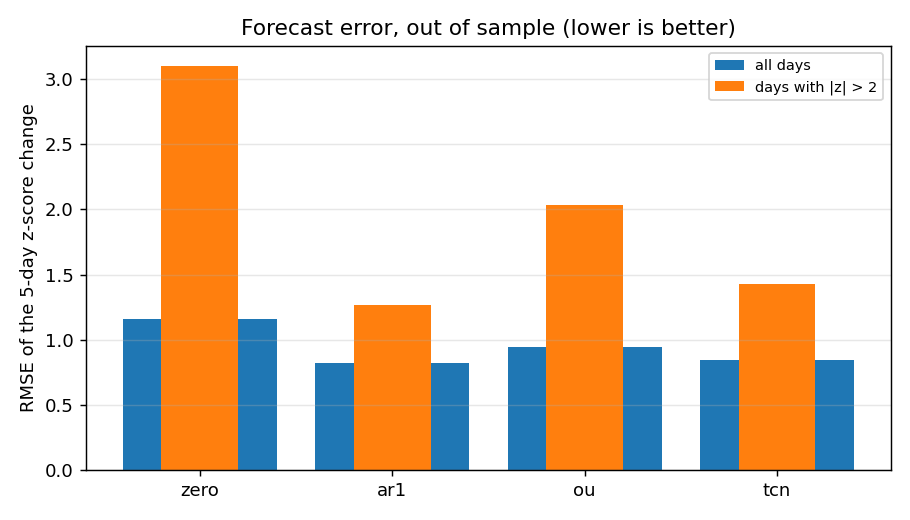 Forecast error, out of sample (lower is better)
all days
days with |z| > 2
RMSE of the 5-day z-score change
3.0
2.5
2.0
1.5
1.0
0.5
0.0
zero ar1 ou tcn